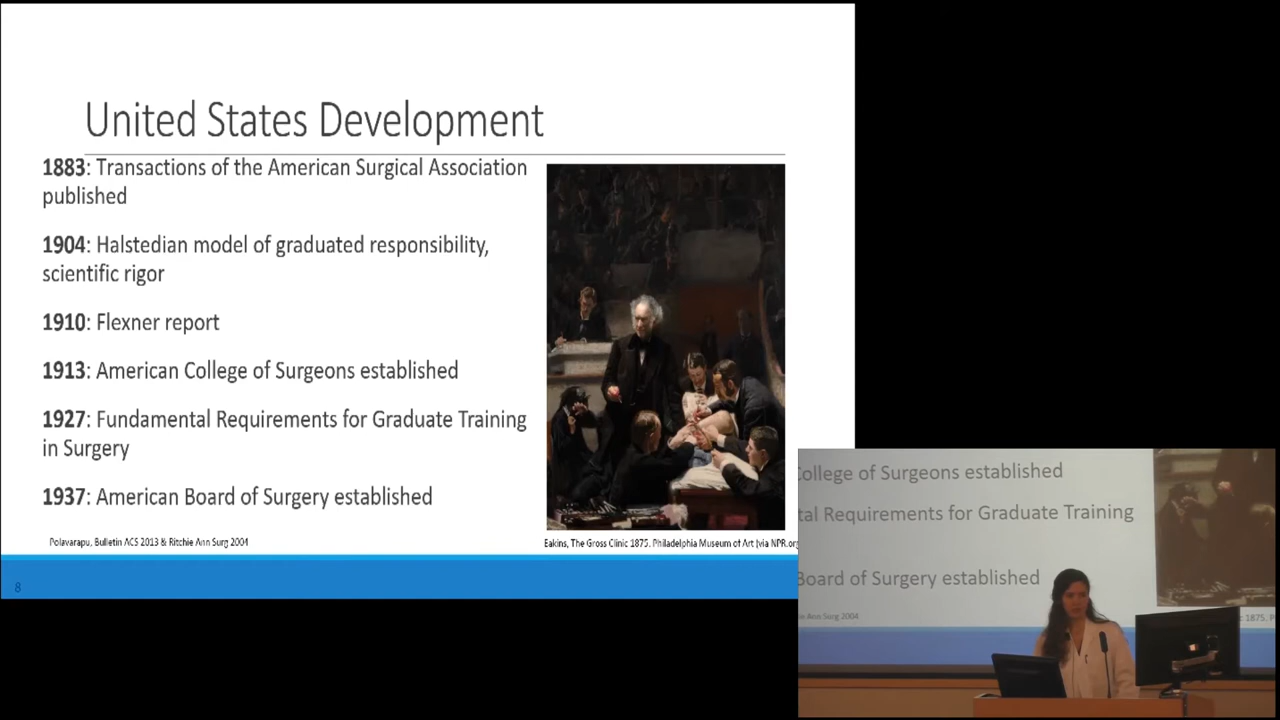 United States Development
1883: Transactions of the American Surgical Association
published
1904: Halstedian model of graduated responsibility,
scientific rigor
1910: Flexner report
1913: American College of Surgeons established
1927: Fundamental Requirements for Graduate Training
in Surgery
1937: American Board of Surgery established
Polavarapu, Bulletin ACS 2013 & Ritchie Ann Surg 2004
Eakins, The Gross Clinic 1875. Philadelphia Museum of Art (via NPR.org
8
College of Surgeons established
tal Requirements for Graduate Training
Board of Surgery established
Ann Surg 2004
1875.